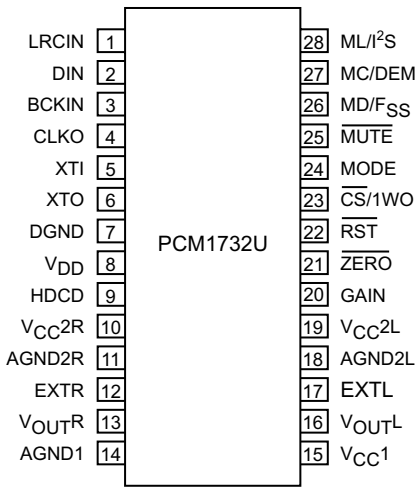 LRCIN 1
DIN 2
BCKIN 3
CLKO 4
XTI 5
XTO 6
DGND 7
VDD 8
HDCD 9
VCC2R 10
AGND2R 11
EXTR 12
VOUTR 13
AGND1 14
PCM1732U
28 ML/I²S
27 MC/DEM
26 MD/FSS
25 MUTE
24 MODE
23 CS/1WO
22 RST
21 ZERO
20 GAIN
19 VCC2L
18 AGND2L
17 EXTL
16 VOUTL
15 VCC1